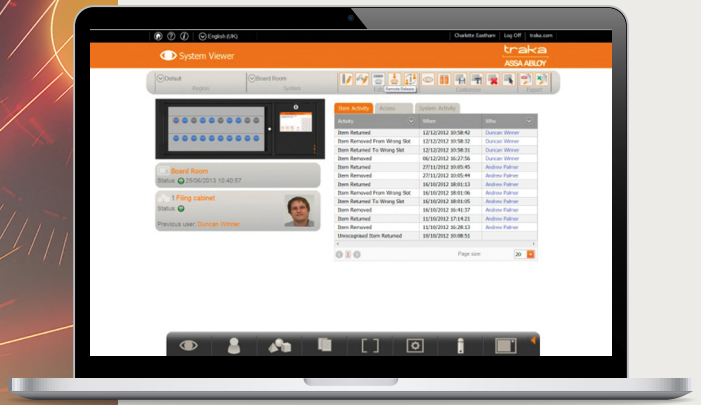 English (UK)
Charlotte Eastham Log Off traka.com
System Viewer
traka
ASSA ABLOY
Default
Region
Board Room
System
Edit
Remote Release
Customise
Export
Item Activity Access System Activity
Activity When Who
Item Returned 12/12/2012 10:58:42 Duncan Winner
Item Removed From Wrong Slot 12/12/2012 10:58:32 Duncan Winner
Item Returned To Wrong Slot 12/12/2012 10:58:31 Duncan Winner
Item Removed 06/12/2012 16:27:56 Duncan Winner
Item Returned 27/11/2012 10:05:45 Andrew Palmer
Item Removed 27/11/2012 10:05:44 Andrew Palmer
Item Returned 16/10/2012 18:01:13 Andrew Palmer
Item Removed From Wrong Slot 16/10/2012 18:01:06 Andrew Palmer
Item Returned To Wrong Slot 16/10/2012 18:01:05 Andrew Palmer
Item Removed 16/10/2012 16:41:37 Andrew Palmer
Item Returned 11/10/2012 17:14:21 Andrew Palmer
Item Removed 11/10/2012 16:28:13 Andrew Palmer
Unrecognised Item Returned 10/10/2012 10:08:51
1 Page size: 20
Board Room
Status: 25/06/2013 10:40:57
1 Filing cabinet
Status:
Previous user: Duncan Winner